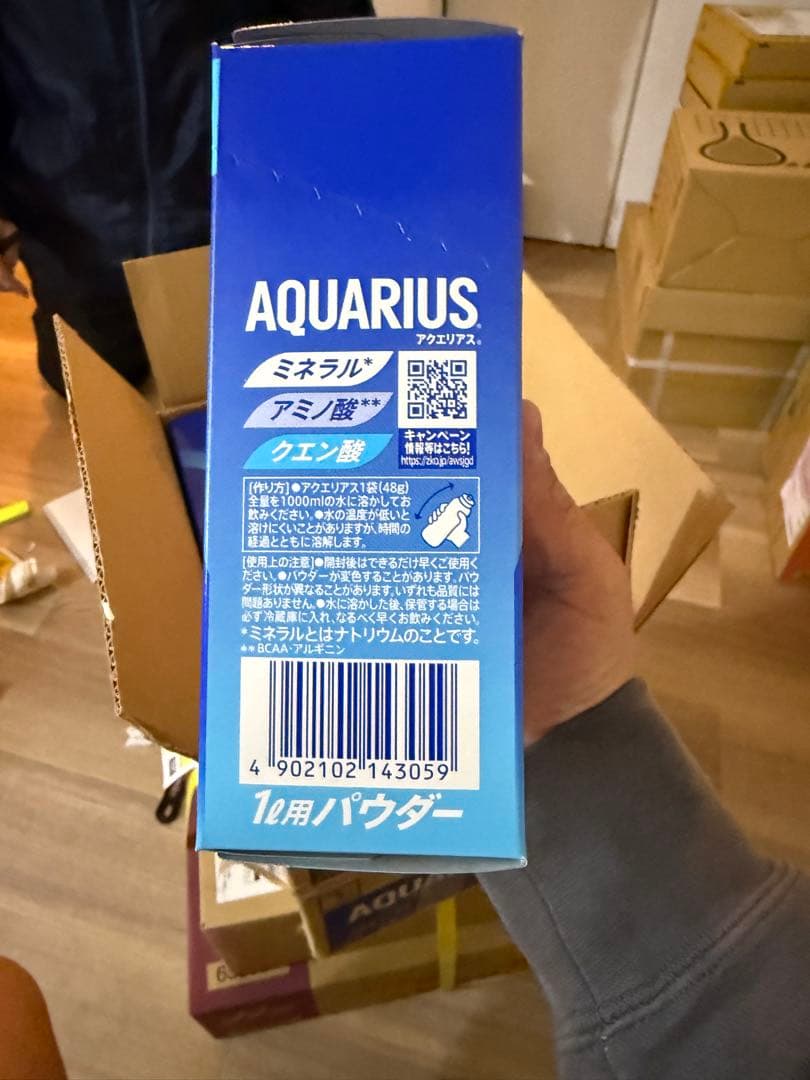 AQUARIUS
アクエリアス®
ミネラル*
アミノ酸**
クエン酸
キャンペーン
情報等はこちら!
https://zko.jp/awsjgd
[作り方]●アクエリアス1袋(48g)
全量を1000mlの水に溶かしてお
飲みください。●水の温度が低いと
溶けにくいことがありますが、時間の
経過とともに溶解します。
[使用上の注意]●開封後はできるだけ早くご使用く
ださい。●パウダーが変色することがあります。パウ
ダー形状が異なることがあります。いずれも品質には
問題ありません。●水に溶かした後、保管する場合は
必ず冷蔵庫に入れ、なるべく早くお飲みください。
*ミネラルとはナトリウムのことです。
**BCAA・アルギニン
4 902102 143059
1ℓ用パウダー